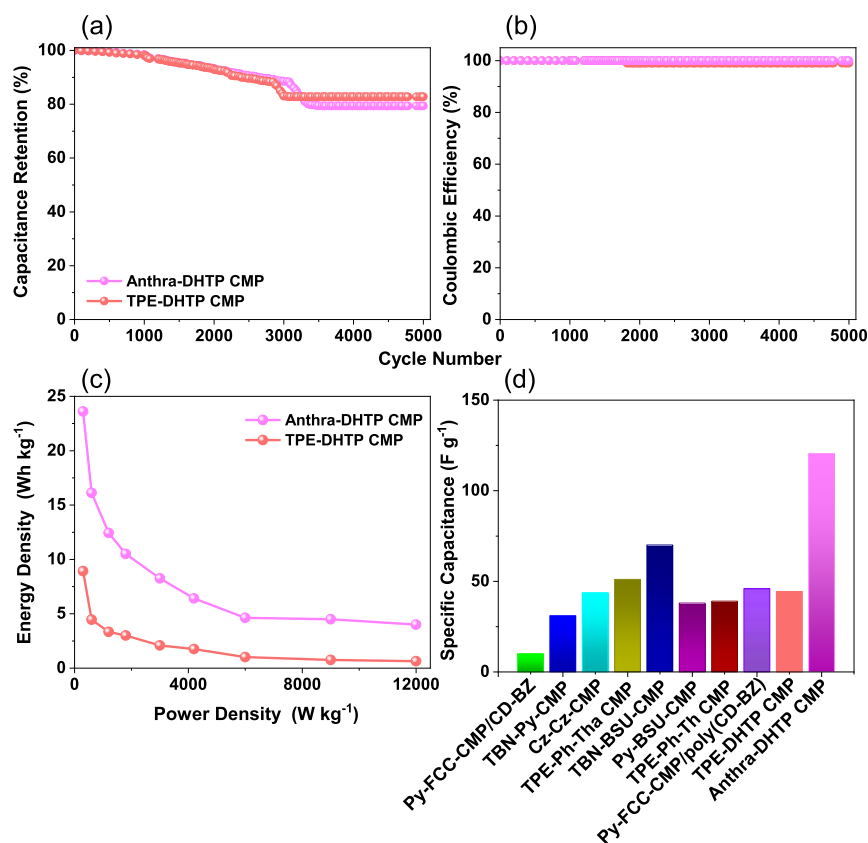 (a)
100
80
60
40
20
0
Capacitance Retention (%)
Anthra-DHTP CMP
TPE-DHTP CMP
0 1000 2000 3000 4000 5000
(b)
100
80
60
40
20
0
Coulombic Efficiency (%)
0 1000 2000 3000 4000 5000
Cycle Number
(c)
25
20
15
10
5
0
Energy Density (Wh kg⁻¹)
Anthra-DHTP CMP
TPE-DHTP CMP
0 4000 8000 12000
Power Density (W kg⁻¹)
(d)
150
100
50
0
Specific Capacitance (F g⁻¹)
Py-FCC-CMP/CD-BZ
TBN-Py-CMP
Cz-Cz-CMP
TPE-Ph-Tha CMP
TBN-BSU-CMP
Py-BSU-CMP
TPE-Ph-Th CMP
Py-FCC-CMP/poly(CD-BZ)
TPE-DHTP CMP
Anthra-DHTP CMP